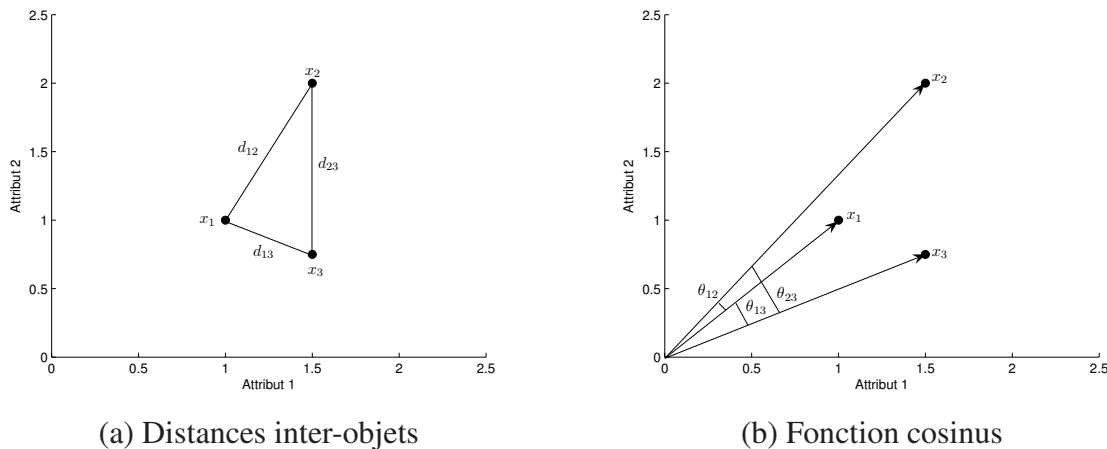 2.5
2
1.5
1
0.5
0
0
0.5
1
1.5
2
2.5
Attribut 1
Attribut 2
x₂
d₁₂
d₂₃
x₁
d₁₃
x₃
(a) Distances inter-objets
2.5
2
1.5
1
0.5
0
0
0.5
1
1.5
2
2.5
Attribut 1
Attribut 2
x₂
x₁
x₃
θ₁₂
θ₂₃
θ₁₃
(b) Fonction cosinus